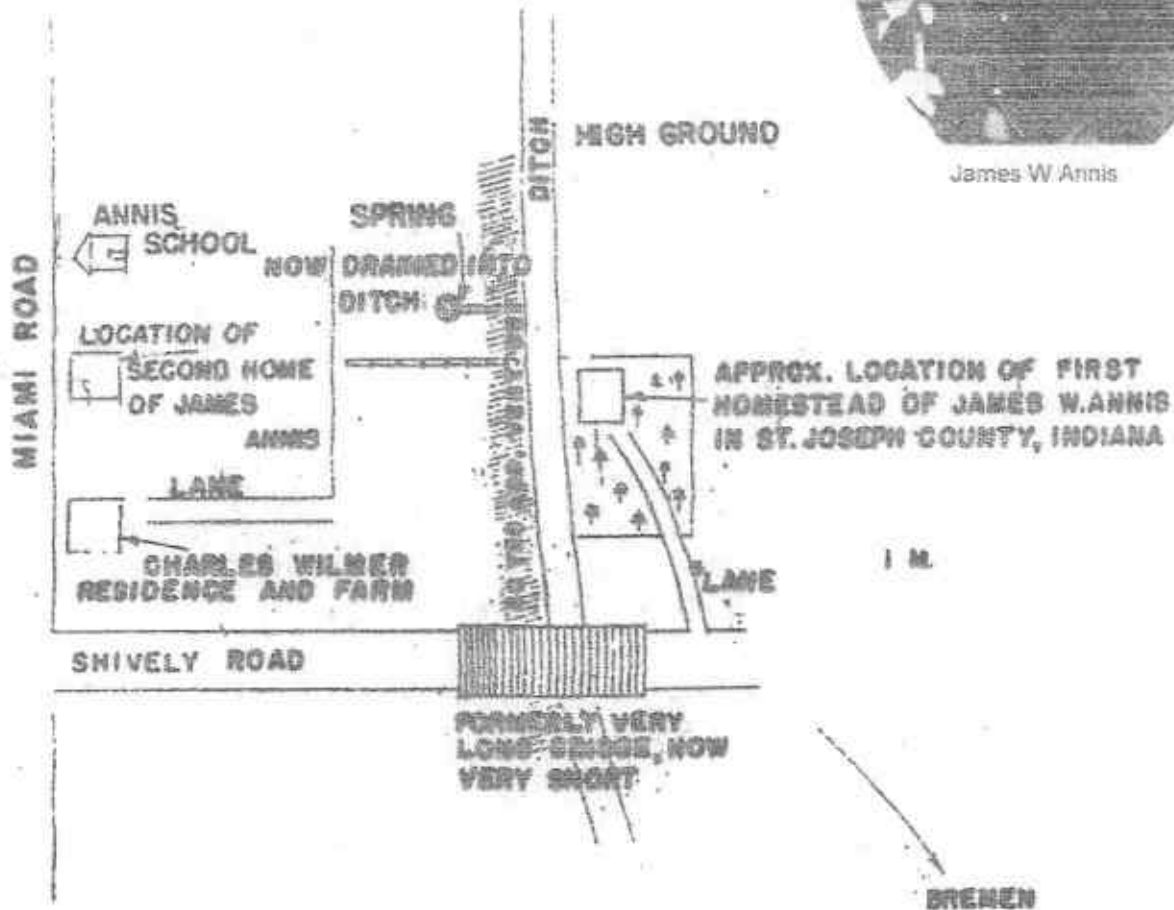 James W Annis
HIGH GROUND
DITCH
ANNIS
SCHOOL
SPRING
NOW DRAINED INTO
DITCH
MIAMI ROAD
LOCATION OF
SECOND HOME
OF JAMES
ANNIS
APPROX. LOCATION OF FIRST
HOMESTEAD OF JAMES W. ANNIS
IN ST. JOSEPH COUNTY, INDIANA
LANE
CHARLES WILMER
RESIDENCE AND FARM
LANE
SHIVELY ROAD
FORMERLY VERY
LONG BRIDGE, NOW
VERY SHORT
BREMEN